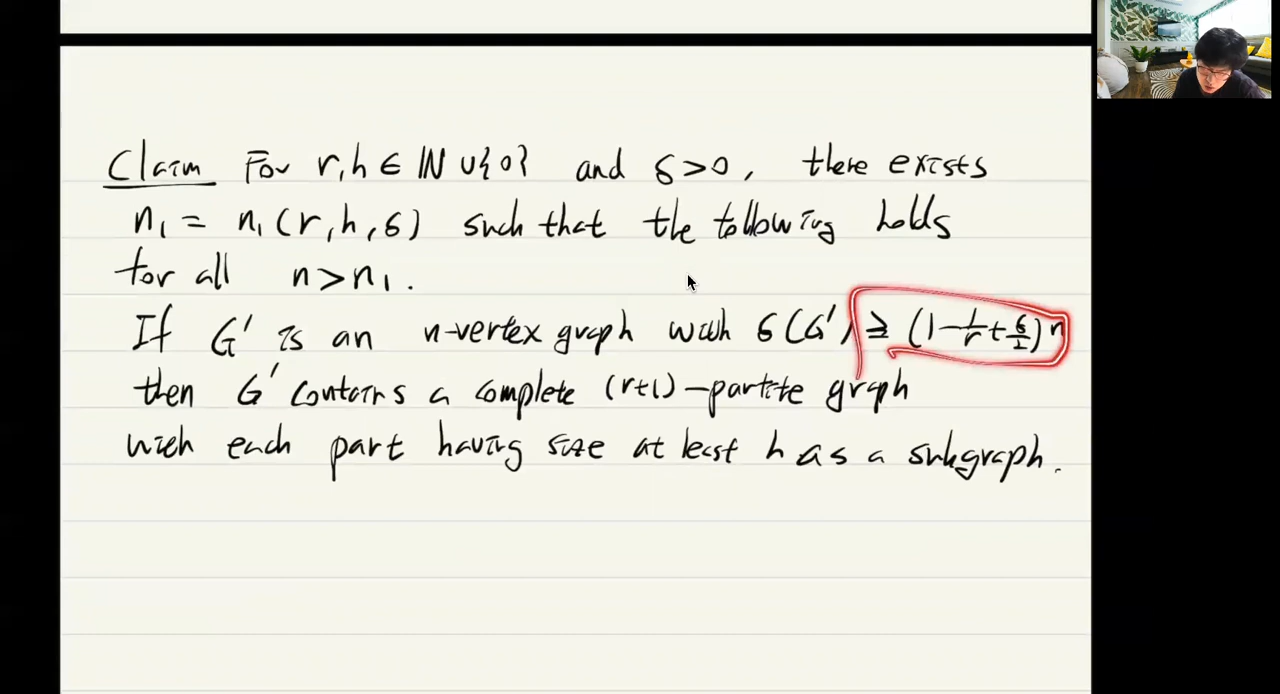 Claim For r, h ∈ ℕ ∪ {0} and δ > 0, there exists
n₁ = n₁(r, h, δ) such that the following holds
for all n > n₁.
If G' is an n-vertex graph with δ(G') ≥ (1 - 1/r + δ/2)n
then G' contains a complete (r+1)-partite graph
with each part having size at least h as a subgraph.